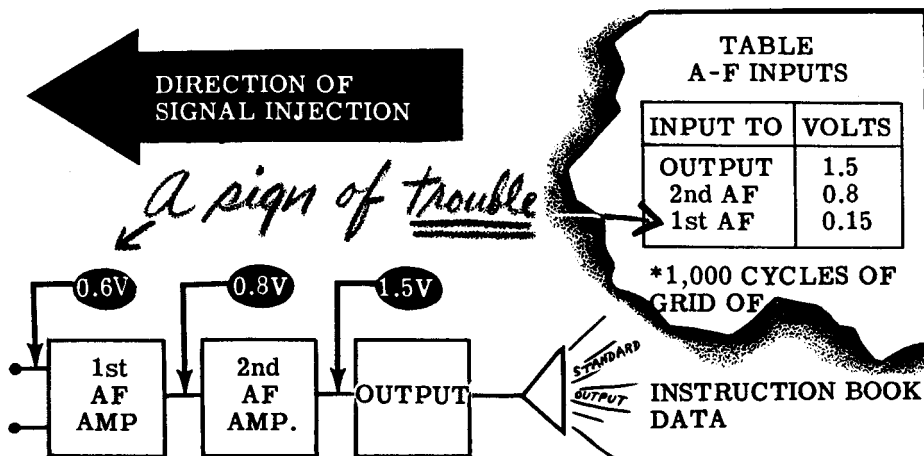 DIRECTION OF
SIGNAL INJECTION
TABLE
A-F INPUTS
INPUT TO VOLTS
OUTPUT 1.5
2nd AF 0.8
1st AF 0.15
*1,000 CYCLES OF
GRID OF
A sign of trouble
0.6V 0.8V 1.5V
1st
AF
AMP
2nd
AF
AMP.
OUTPUT
STANDARD
OUTPUT
INSTRUCTION BOOK
DATA